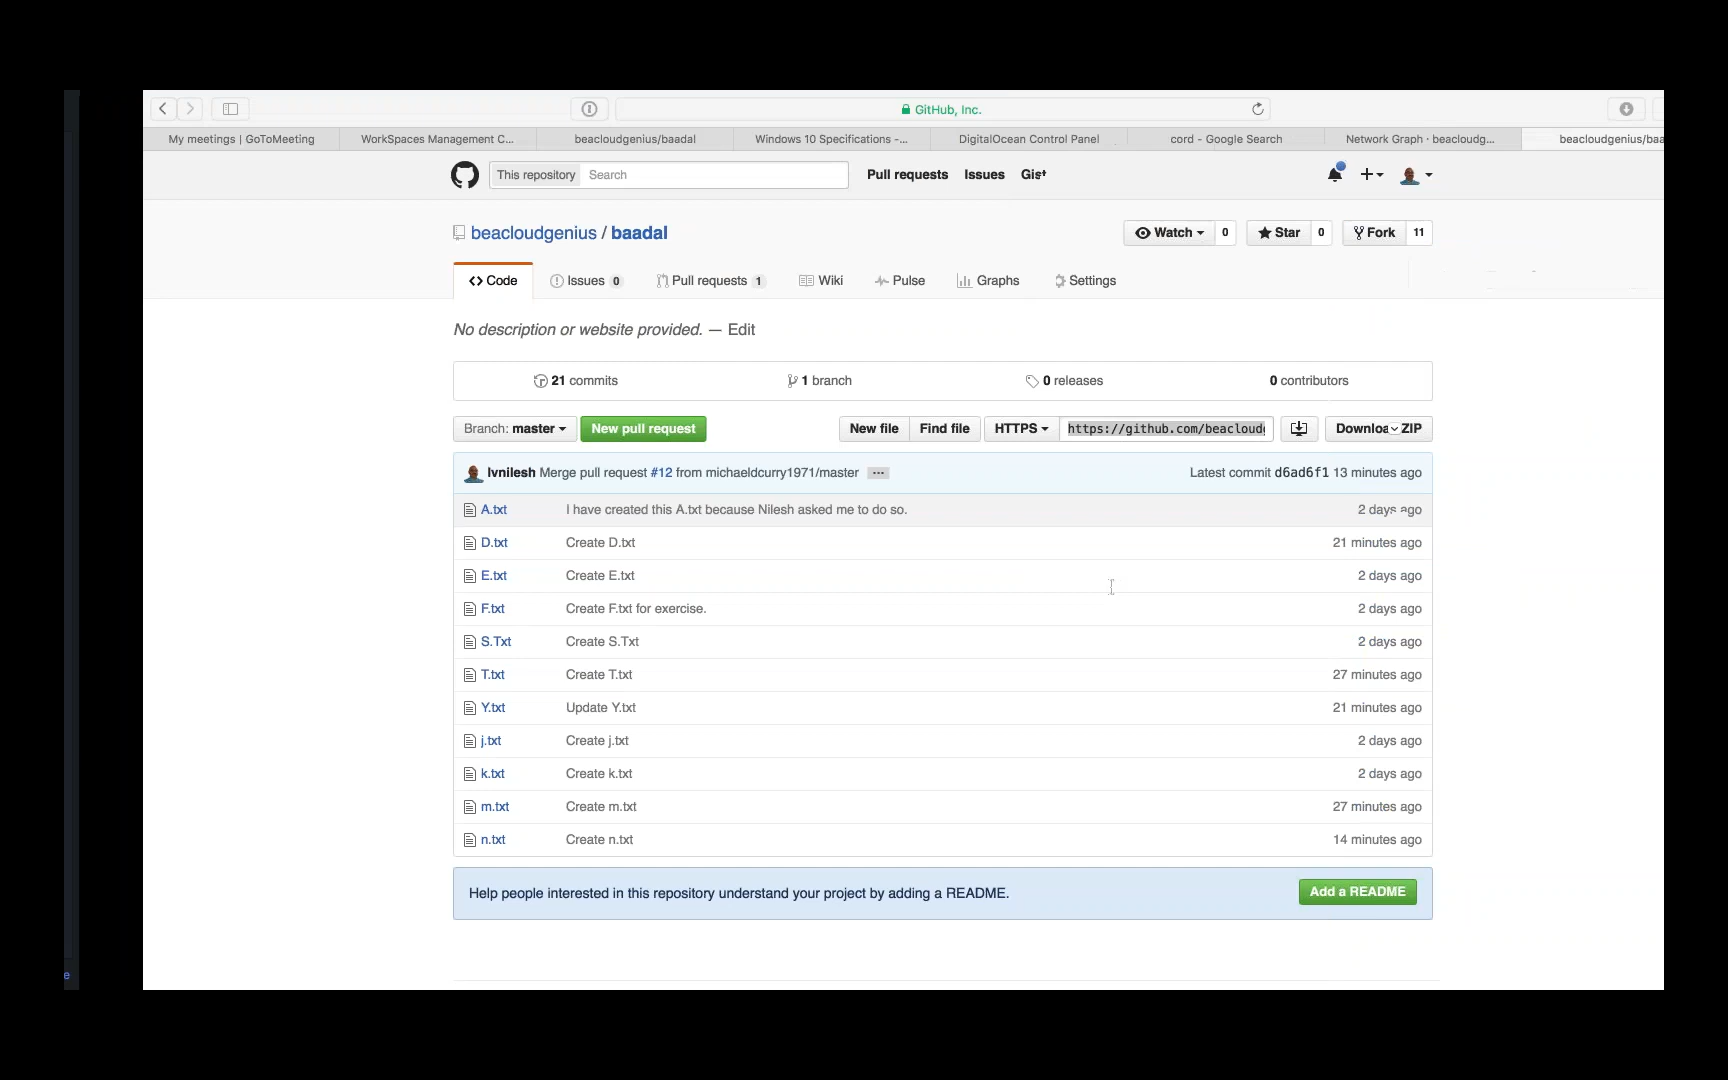 GitHub, Inc.
My meetings | GoToMeeting WorkSpaces Management C... beacloudgenius/baadal Windows 10 Specifications -... DigitalOcean Control Panel cord - Google Search Network Graph · beacloudg... beacloudgenius/baa
This repository Search Pull requests Issues Gist
beacloudgenius / baadal Watch 0 Star 0 Fork 11
Code Issues 0 Pull requests 1 Wiki Pulse Graphs Settings
No description or website provided. — Edit
21 commits 1 branch 0 releases 0 contributors
Branch: master New pull request New file Find file HTTPS https://github.com/beacloud Download ZIP
lvnilesh Merge pull request #12 from michaeldcurry1971/master ... Latest commit d6ad6f1 13 minutes ago
A.txt I have created this A.txt because Nilesh asked me to do so. 2 days ago
D.txt Create D.txt 21 minutes ago
E.txt Create E.txt 2 days ago
F.txt Create F.txt for exercise. 2 days ago
S.Txt Create S.Txt 2 days ago
T.txt Create T.txt 27 minutes ago
Y.txt Update Y.txt 21 minutes ago
j.txt Create j.txt 2 days ago
k.txt Create k.txt 2 days ago
m.txt Create m.txt 27 minutes ago
n.txt Create n.txt 14 minutes ago
Help people interested in this repository understand your project by adding a README. Add a README
e